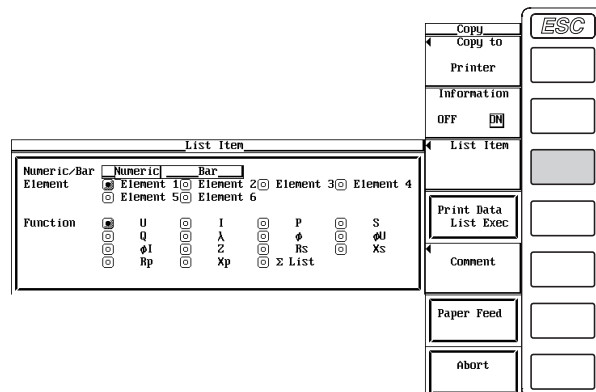 Copy
ESC
Copy to
Printer
Information
OFF ON
List Item
List Item
Numeric/Bar Numeric Bar
Element Element 1 Element 2 Element 3 Element 4
Element 5 Element 6
Function U I P S
Q λ ϕ ϕU
ϕI Z Rs Xs
Rp Xp Σ List
Print Data
List Exec
Comment
Paper Feed
Abort